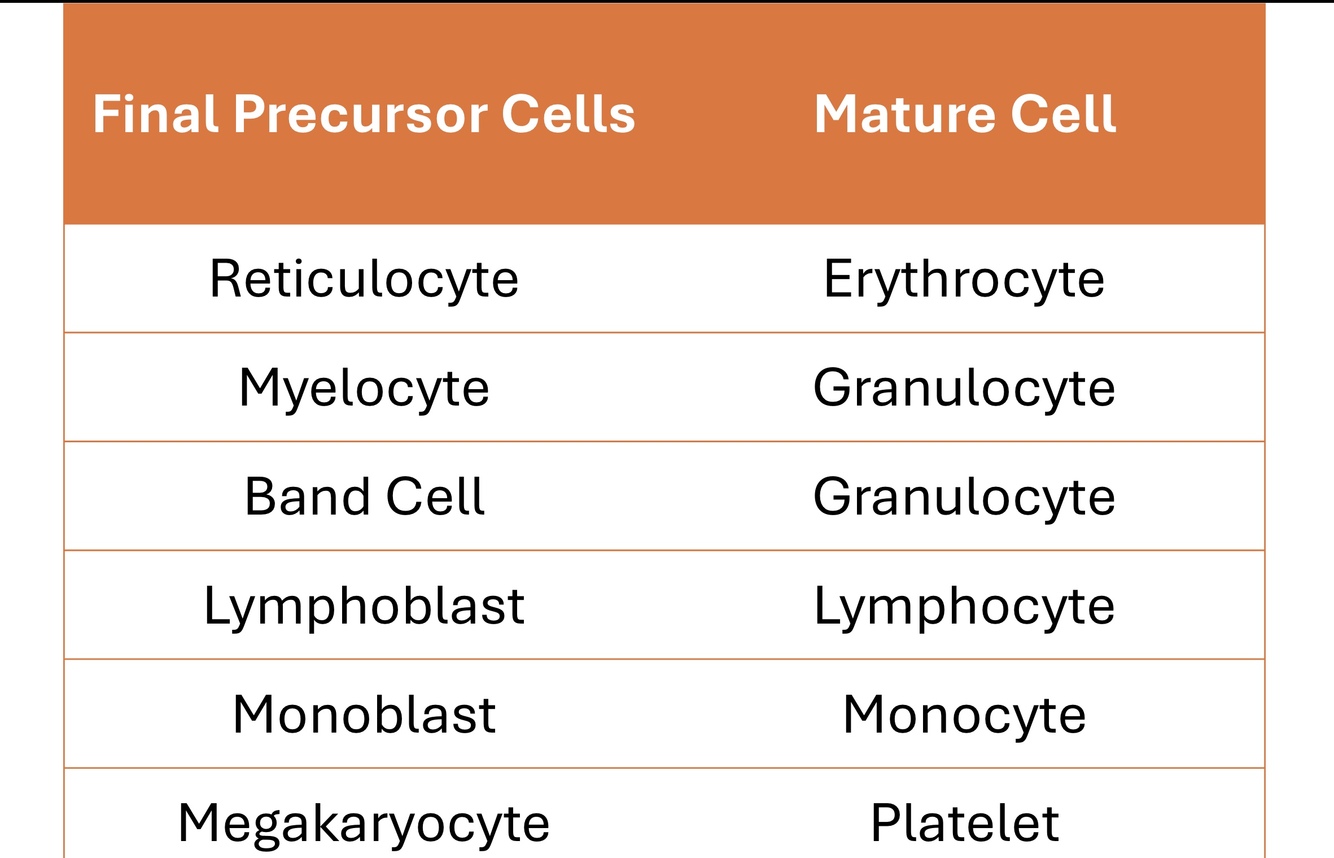 Final Precursor Cells Mature Cell
Reticulocyte Erythrocyte
Myelocyte Granulocyte
Band Cell Granulocyte
Lymphoblast Lymphocyte
Monoblast Monocyte
Megakaryocyte Platelet